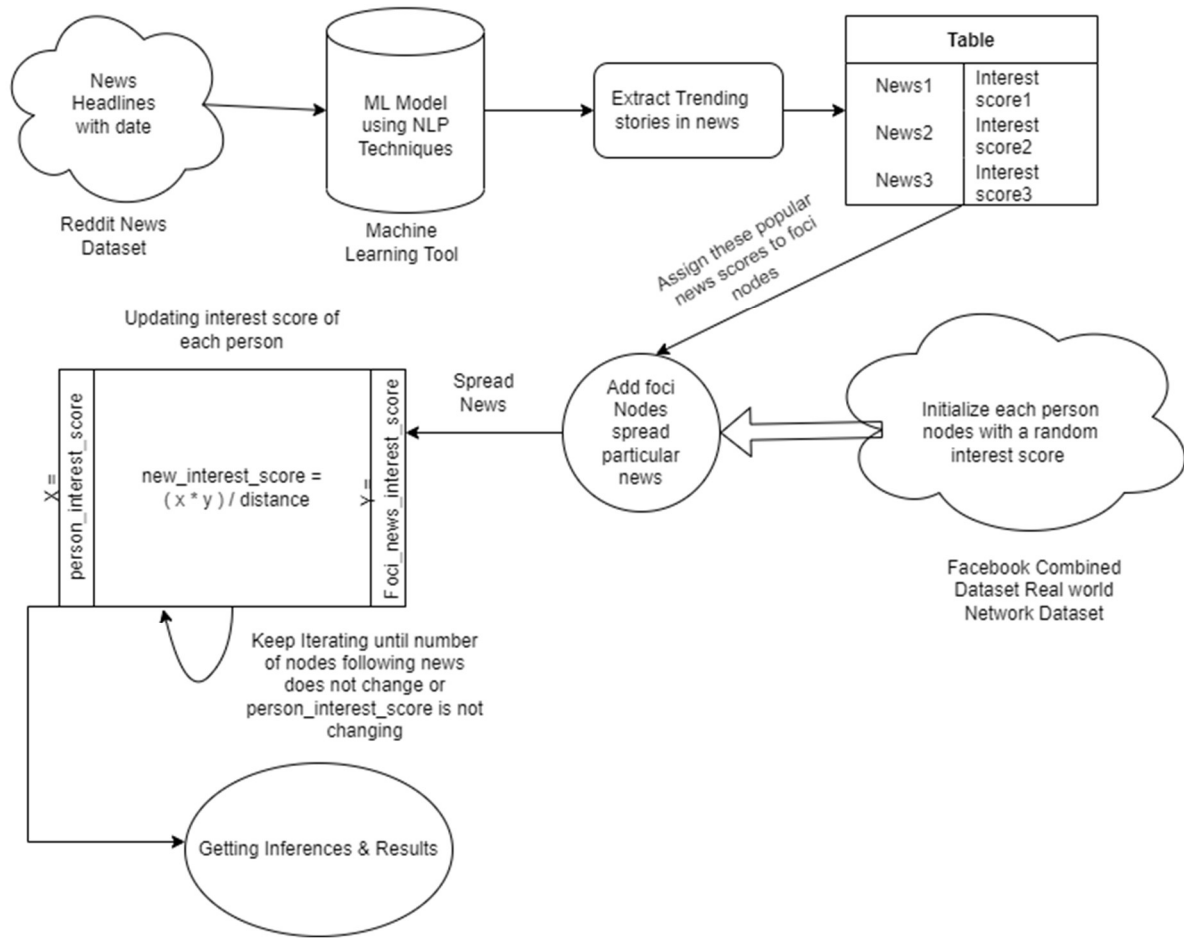 News
Headlines
with date
Reddit News
Dataset
ML Model
using NLP
Techniques
Machine
Learning Tool
Extract Trending
stories in news
Table
News1
Interest
score1
News2
Interest
score2
News3
Interest
score3
Assign these popular
news scores to foci
nodes
Initialize each person
nodes with a random
interest score
Facebook Combined
Dataset Real world
Network Dataset
Add foci
Nodes
spread
particular
news
Spread
News
Updating interest score of
each person
X =
person_interest_score
new_interest_score =
( x * y ) / distance
Y =
Foci_news_interest_score
Keep Iterating until number
of nodes following news
does not change or
person_interest_score is not
changing
Getting Inferences & Results